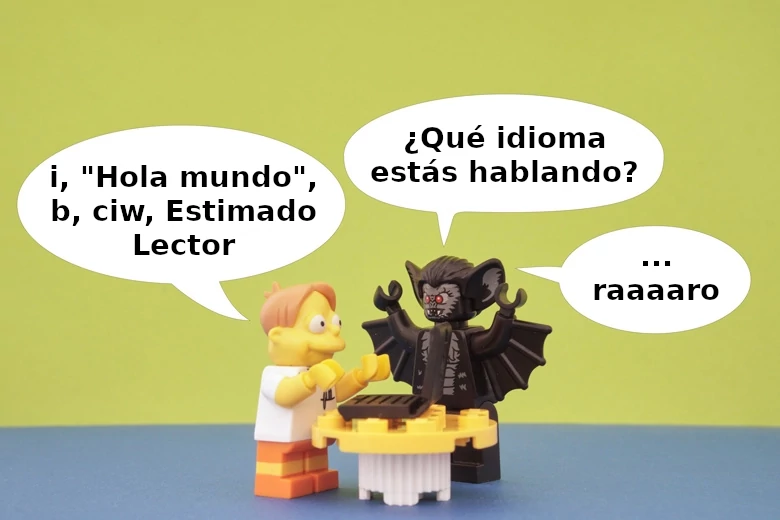 i, "Hola mundo",
b, ciw, Estimado
Lector
¿Qué idioma
estás hablando?
...
raaaaro